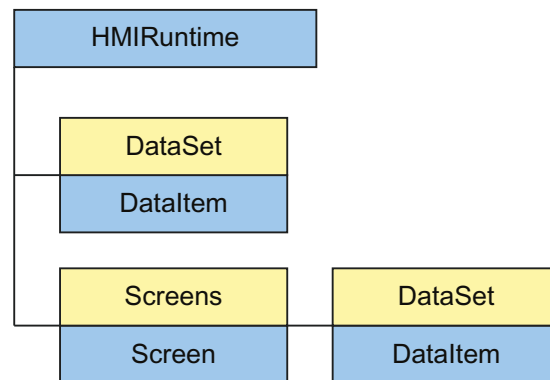 HMIRuntime
DataSet
DataItem
Screens
DataSet
Screen
DataItem